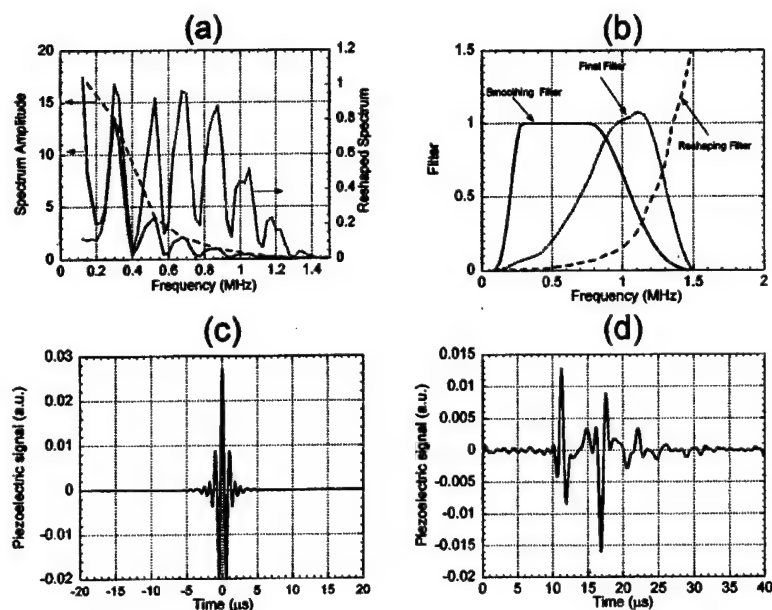 (a)
20
15
10
5
0
Spectrum Amplitude
1.2
1
0.8
0.6
0.4
0.2
0
Reshaped Spectrum
0 0.2 0.4 0.6 0.8 1 1.2 1.4
Frequency (MHz)
(b)
1.5
1
0.5
0
Filter
Smoothing Filter
Final Filter
Reshaping Filter
0 0.5 1 1.5 2
Frequency (MHz)
(c)
0.03
0.02
0.01
0
-0.01
-0.02
Piezoelectric signal (a.u.)
-20 -15 -10 -5 0 5 10 15 20
Time (µs)
(d)
0.015
0.01
0.005
0
-0.005
-0.01
-0.015
-0.02
Piezoelectric signal (a.u.)
0 5 10 15 20 25 30 35 40
Time (µs)